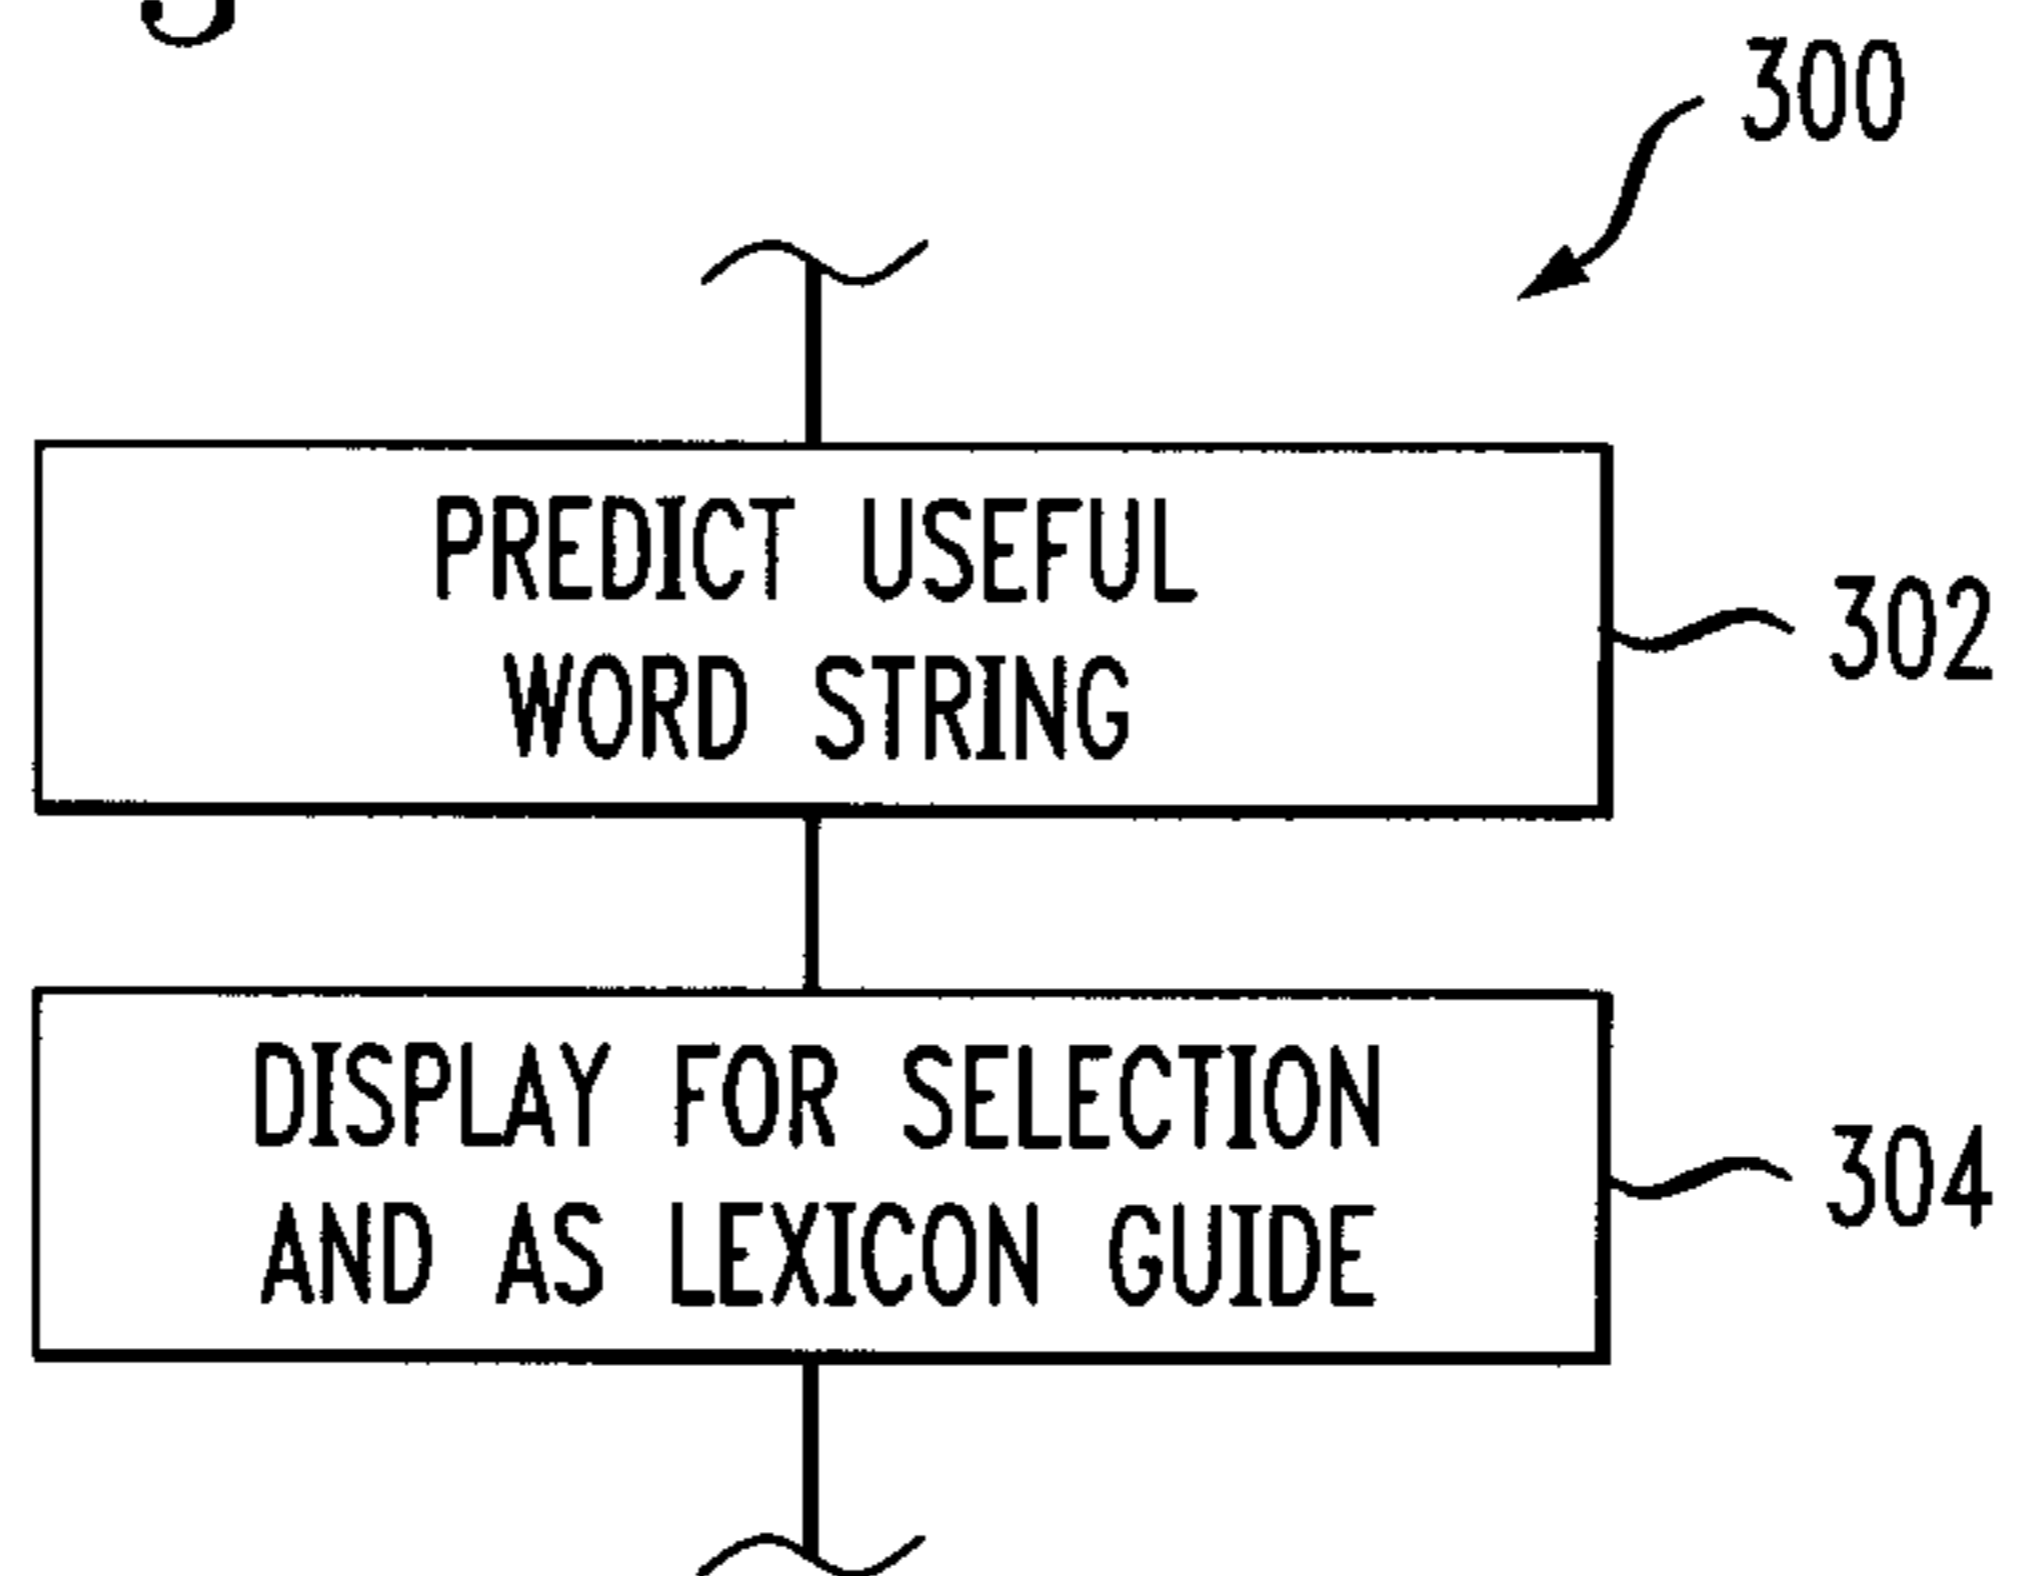 300
PREDICT USEFUL
WORD STRING
302
DISPLAY FOR SELECTION
AND AS LEXICON GUIDE
304